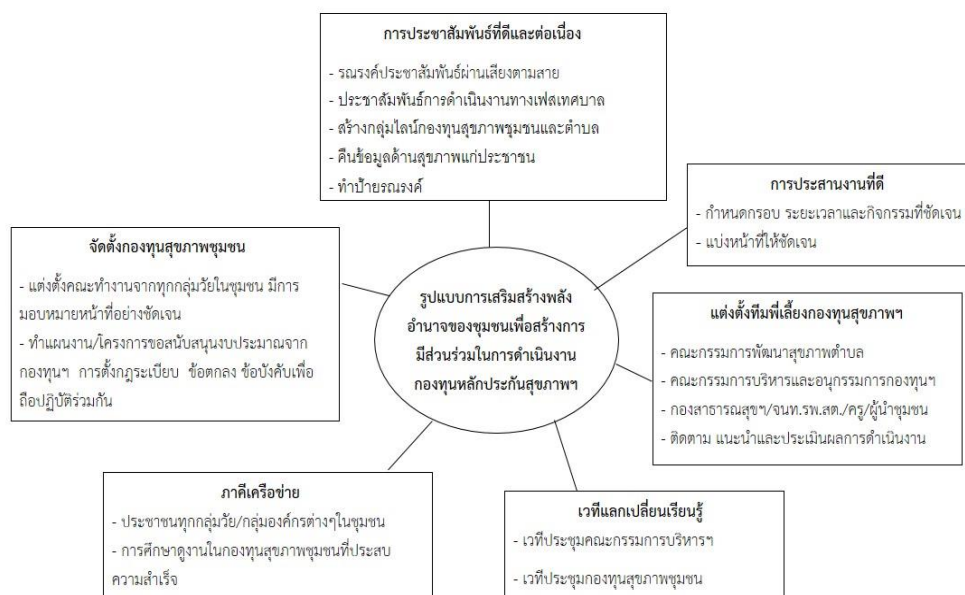 การประชาสัมพันธ์ที่ดีและต่อเนื่อง
- รณรงค์ประชาสัมพันธ์ผ่านเสียงตามสาย
- ประชาสัมพันธ์การดำเนินงานทางเฟสเทศบาล
- สร้างกลุ่มไลน์กองทุนสุขภาพชุมชนและตำบล
- คืนข้อมูลด้านสุขภาพแก่ประชาชน
- ทำป้ายรณรงค์
การประสานงานที่ดี
- กำหนดกรอบ ระยะเวลาและกิจกรรมที่ชัดเจน
- แบ่งหน้าที่ให้ชัดเจน
จัดตั้งกองทุนสุขภาพชุมชน
- แต่งตั้งคณะทำงานจากทุกกลุ่มวัยในชุมชน มีการ
มอบหมายหน้าที่อย่างชัดเจน
- ทำแผนงาน/โครงการขอสนับสนุนงบประมาณจาก
กองทุนฯ การตั้งกฎระเบียบ ข้อตกลง ข้อบังคับเพื่อ
ถือปฏิบัติร่วมกัน
รูปแบบการเสริมสร้างพลัง
อำนาจของชุมชนเพื่อสร้างการ
มีส่วนร่วมในการดำเนินงาน
กองทุนหลักประกันสุขภาพฯ
แต่งตั้งทีมพี่เลี้ยงกองทุนสุขภาพฯ
- คณะกรรมการพัฒนาสุขภาพตำบล
- คณะกรรมการบริหารและอนุกรรมการกองทุนฯ
- กองสาธารณสุขฯ/จนท.รพ.สต./ครู/ผู้นำชุมชน
- ติดตาม แนะนำและประเมินผลการดำเนินงาน
ภาคีเครือข่าย
- ประชาชนทุกกลุ่มวัย/กลุ่มองค์กรต่างๆในชุมชน
- การศึกษาดูงานในกองทุนสุขภาพชุมชนที่ประสบ
ความสำเร็จ
เวทีแลกเปลี่ยนเรียนรู้
- เวทีประชุมคณะกรรมการบริหารฯ
- เวทีประชุมกองทุนสุขภาพชุมชน